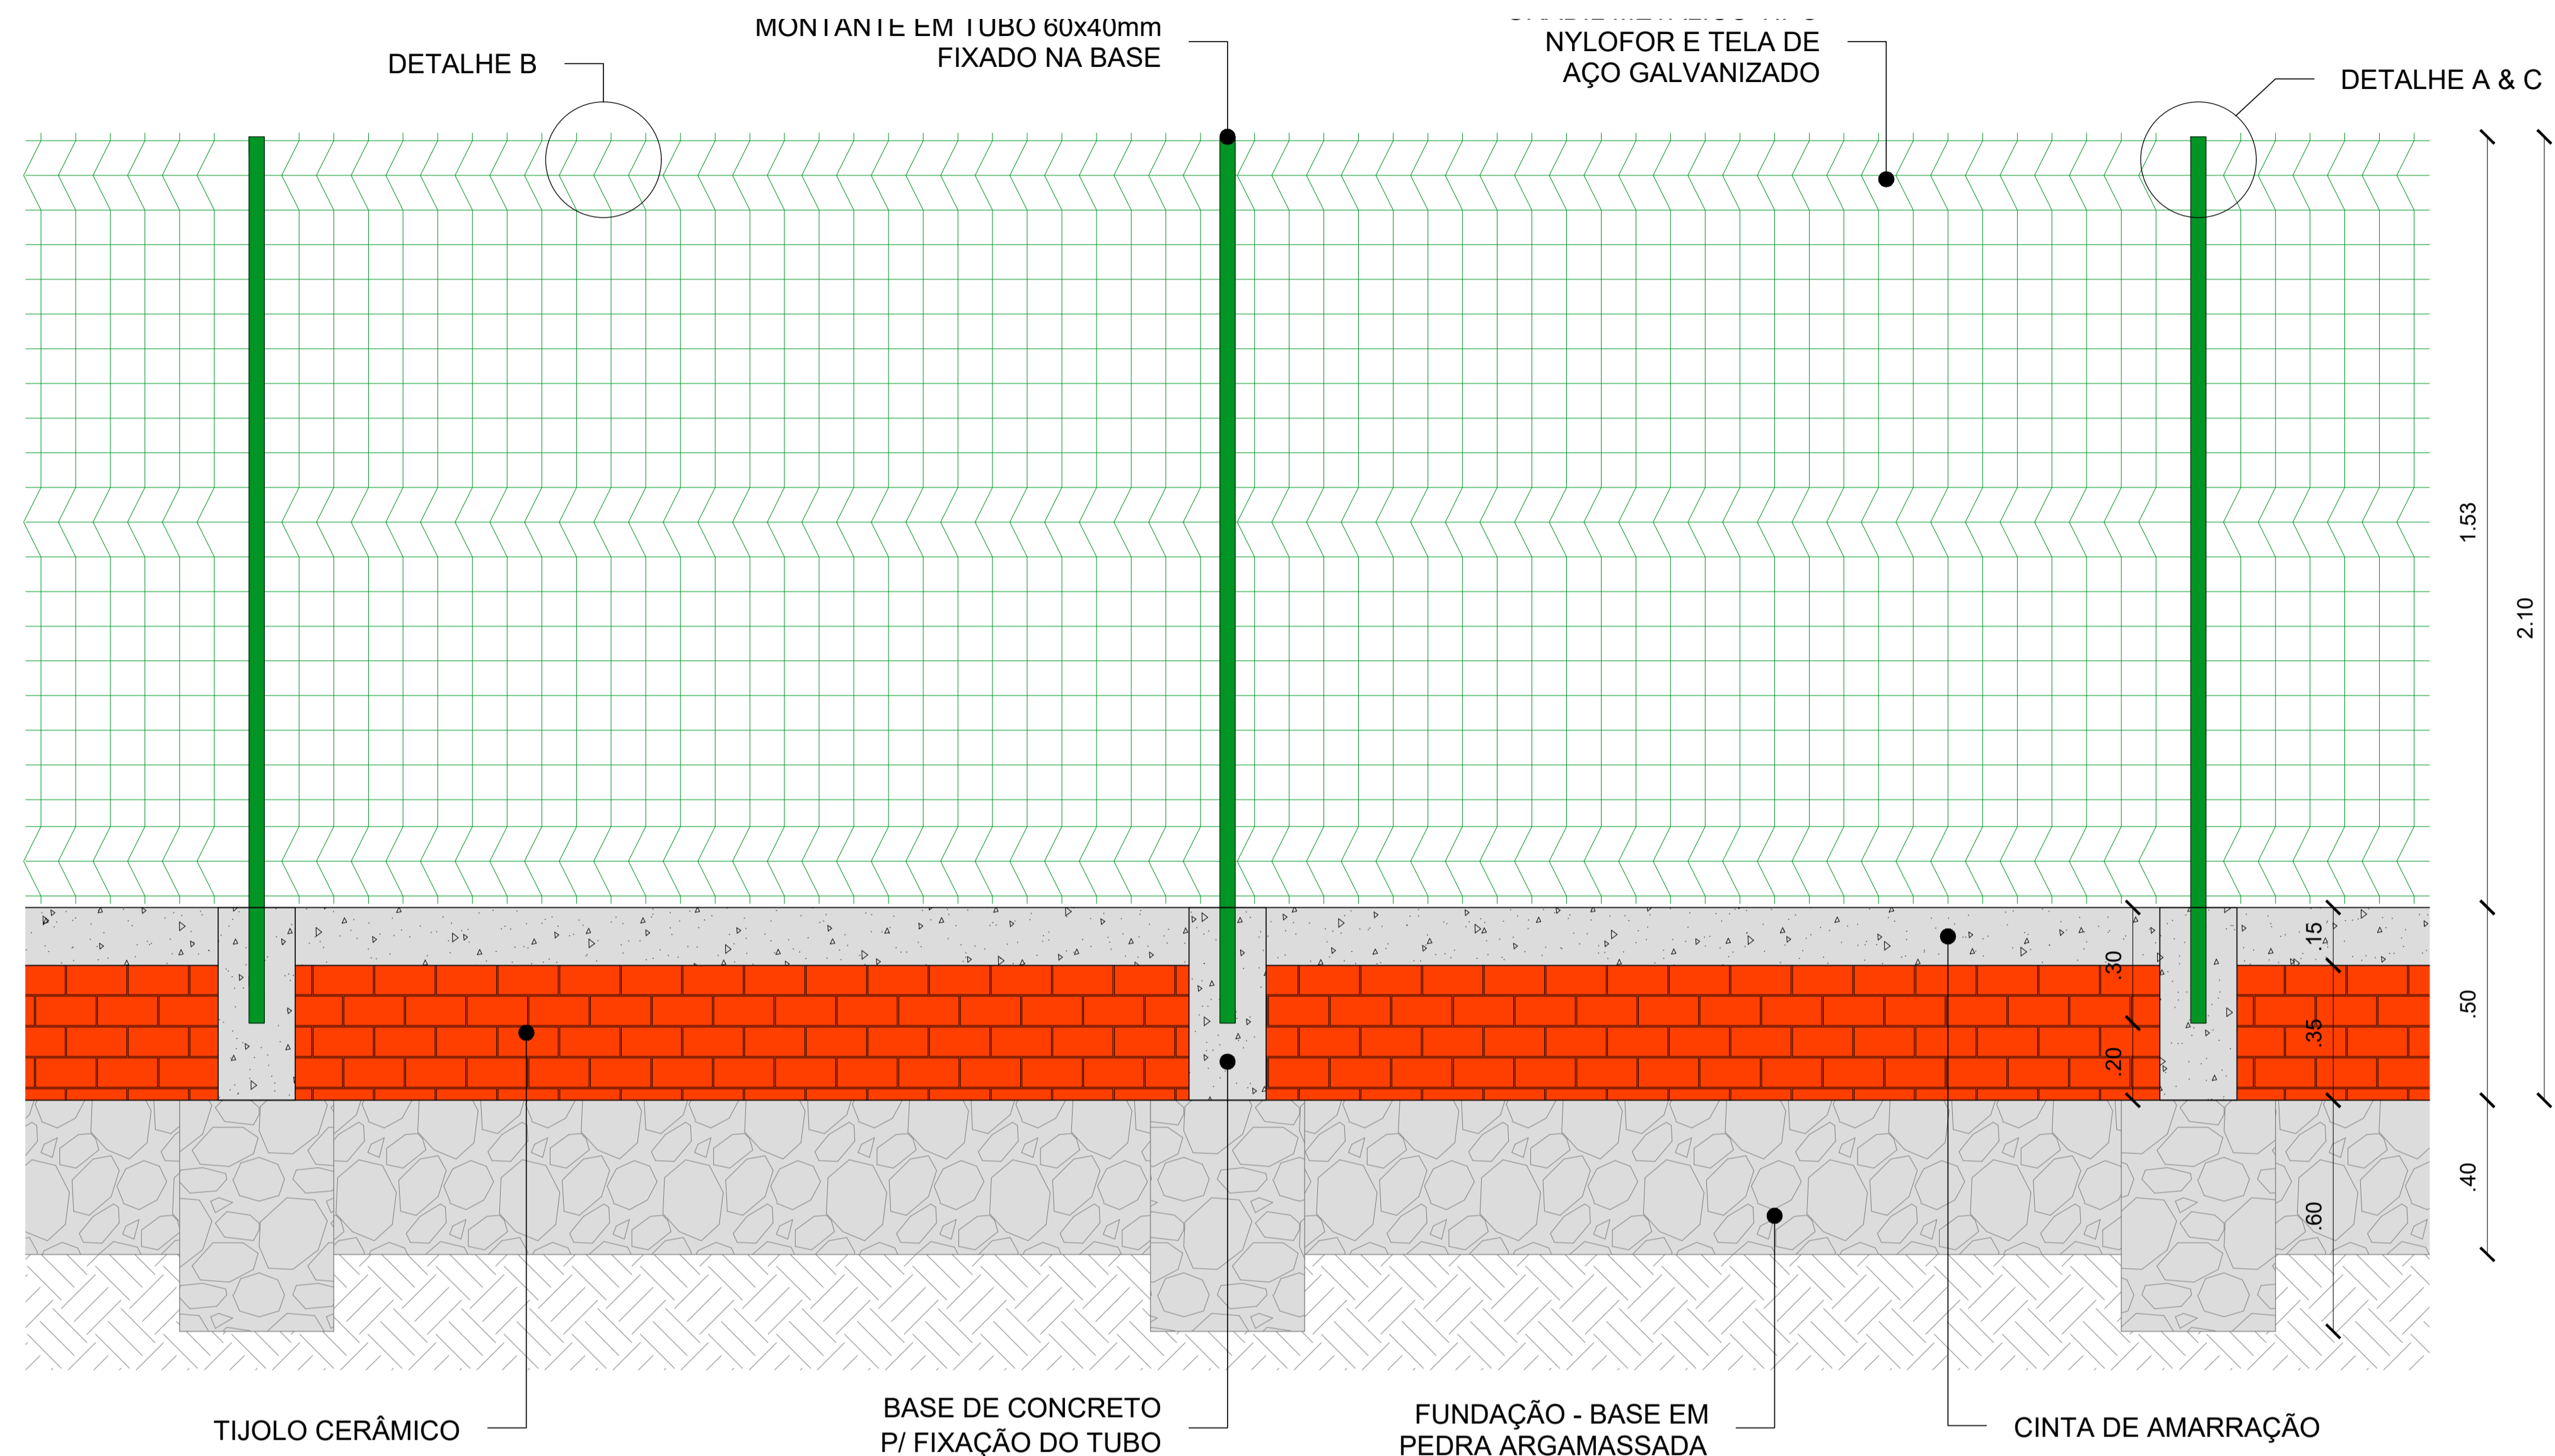 MONTANTE EM TUBO 60x40mm
FIXADO NA BASE
NYLOFOR E TELA DE
AÇO GALVANIZADO
DETALHE B
DETALHE A & C
1.53
2.10
.30
.15
.50
.35
.20
.40
.60
TIJOLO CERÂMICO
BASE DE CONCRETO
P/ FIXAÇÃO DO TUBO
FUNDAÇÃO - BASE EM
PEDRA ARGAMASSADA
CINTA DE AMARRAÇÃO